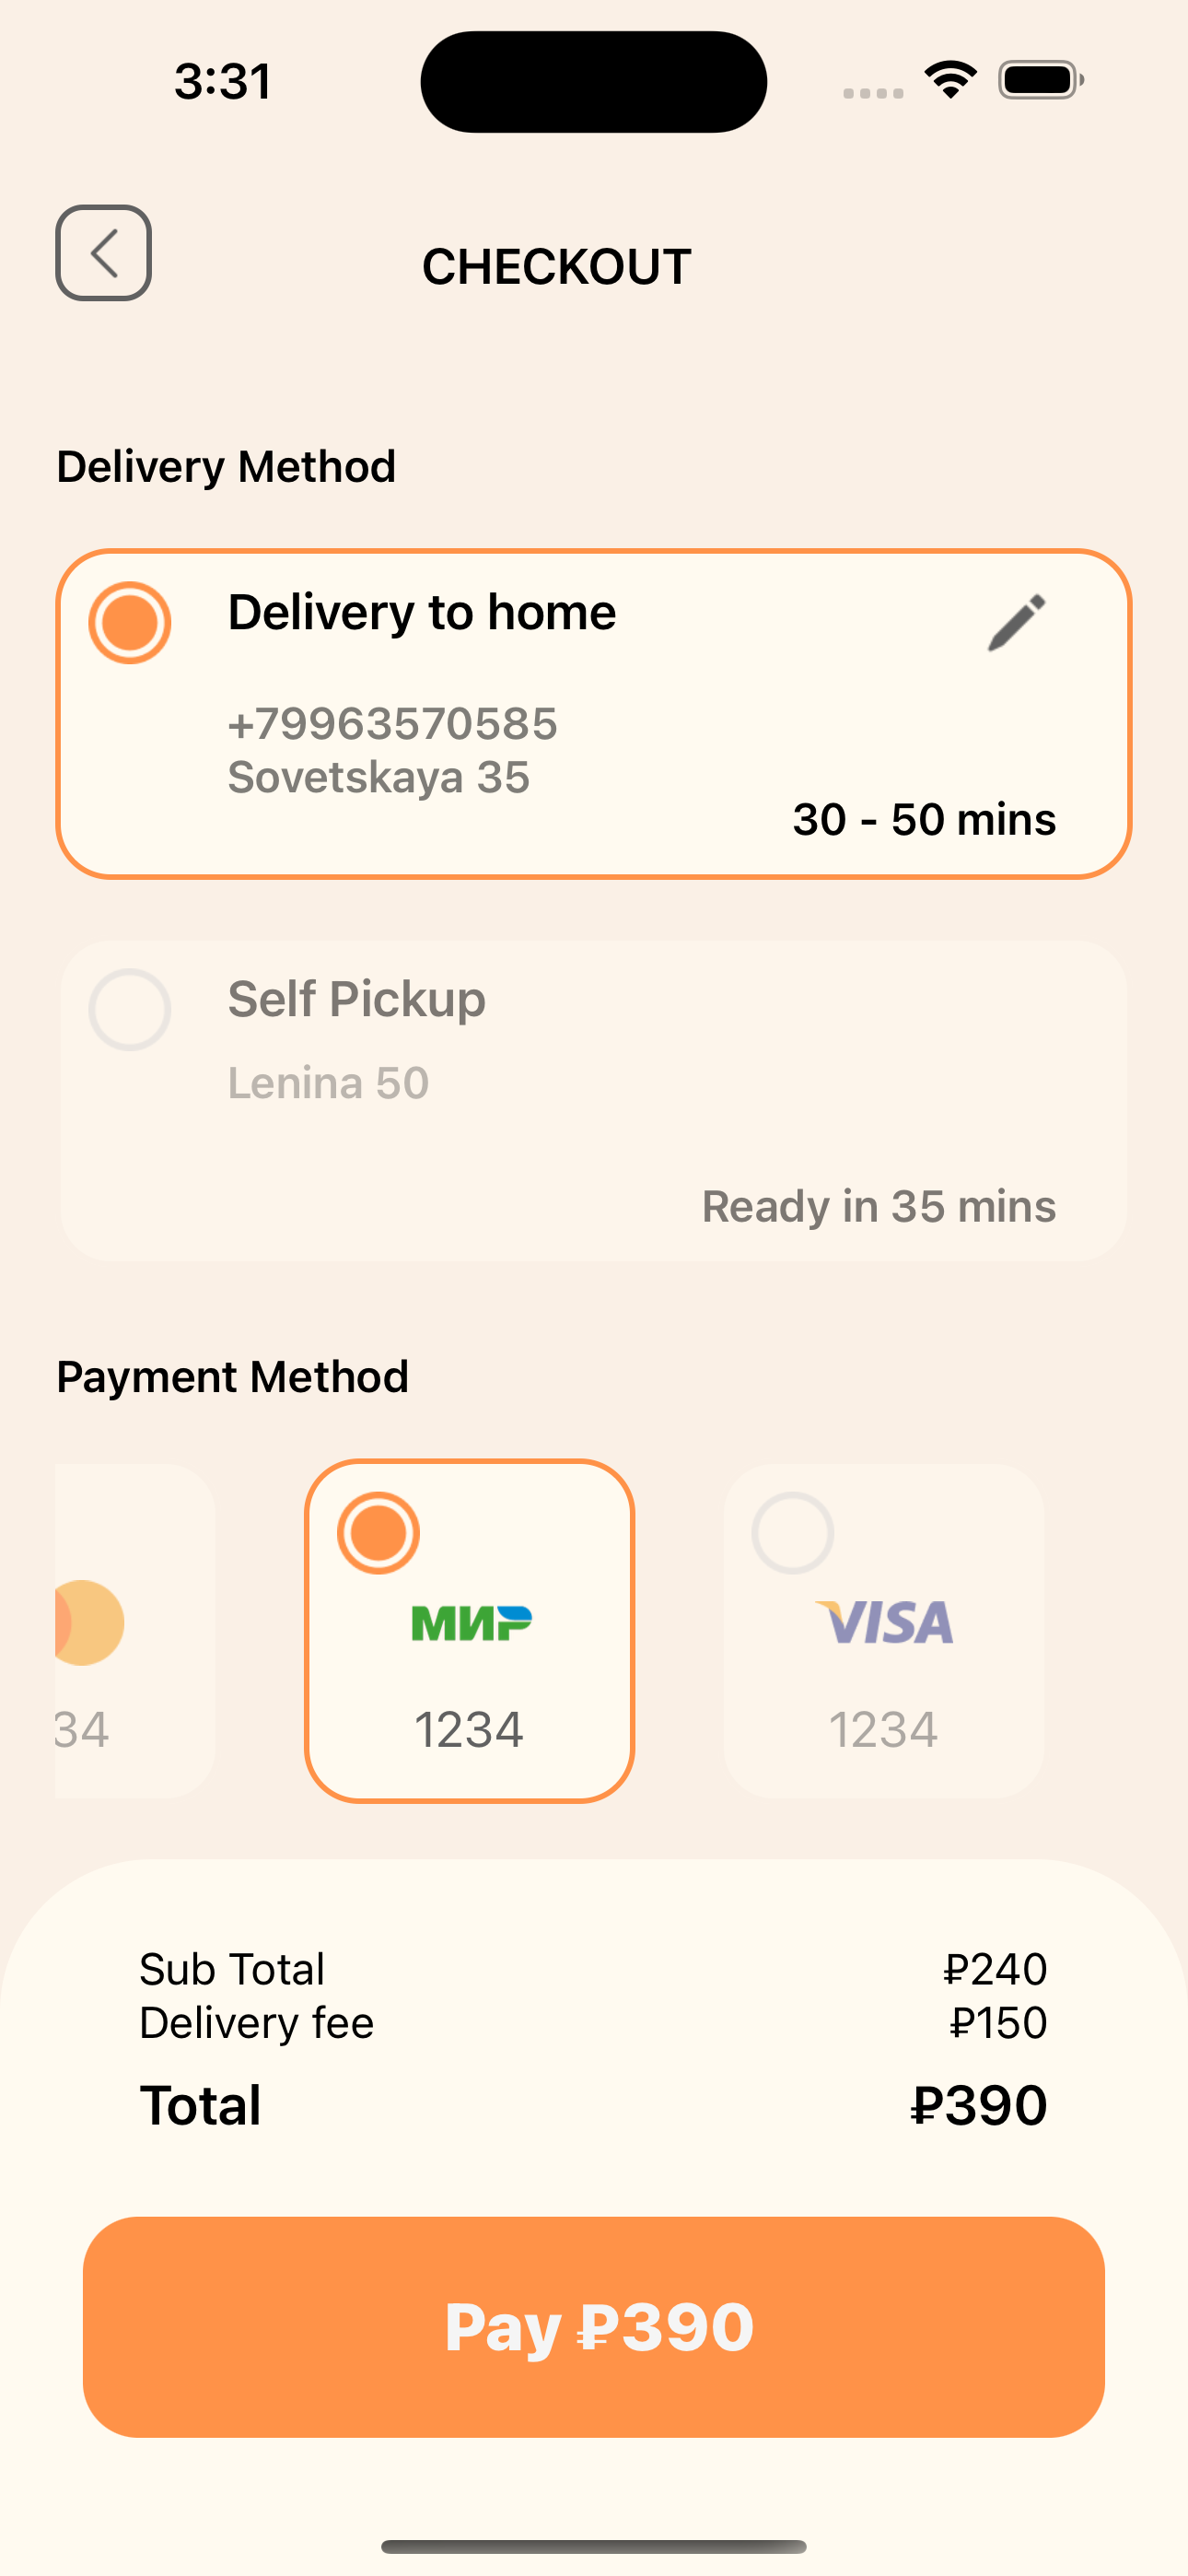 3:31
CHECKOUT
Delivery Method
Delivery to home
+79963570585
Sovetskaya 35
30 - 50 mins
Self Pickup
Lenina 50
Ready in 35 mins
Payment Method
МИР
VISA
34
1234
1234
Sub Total
₽240
Delivery fee
₽150
Total
₽390
Pay ₽390